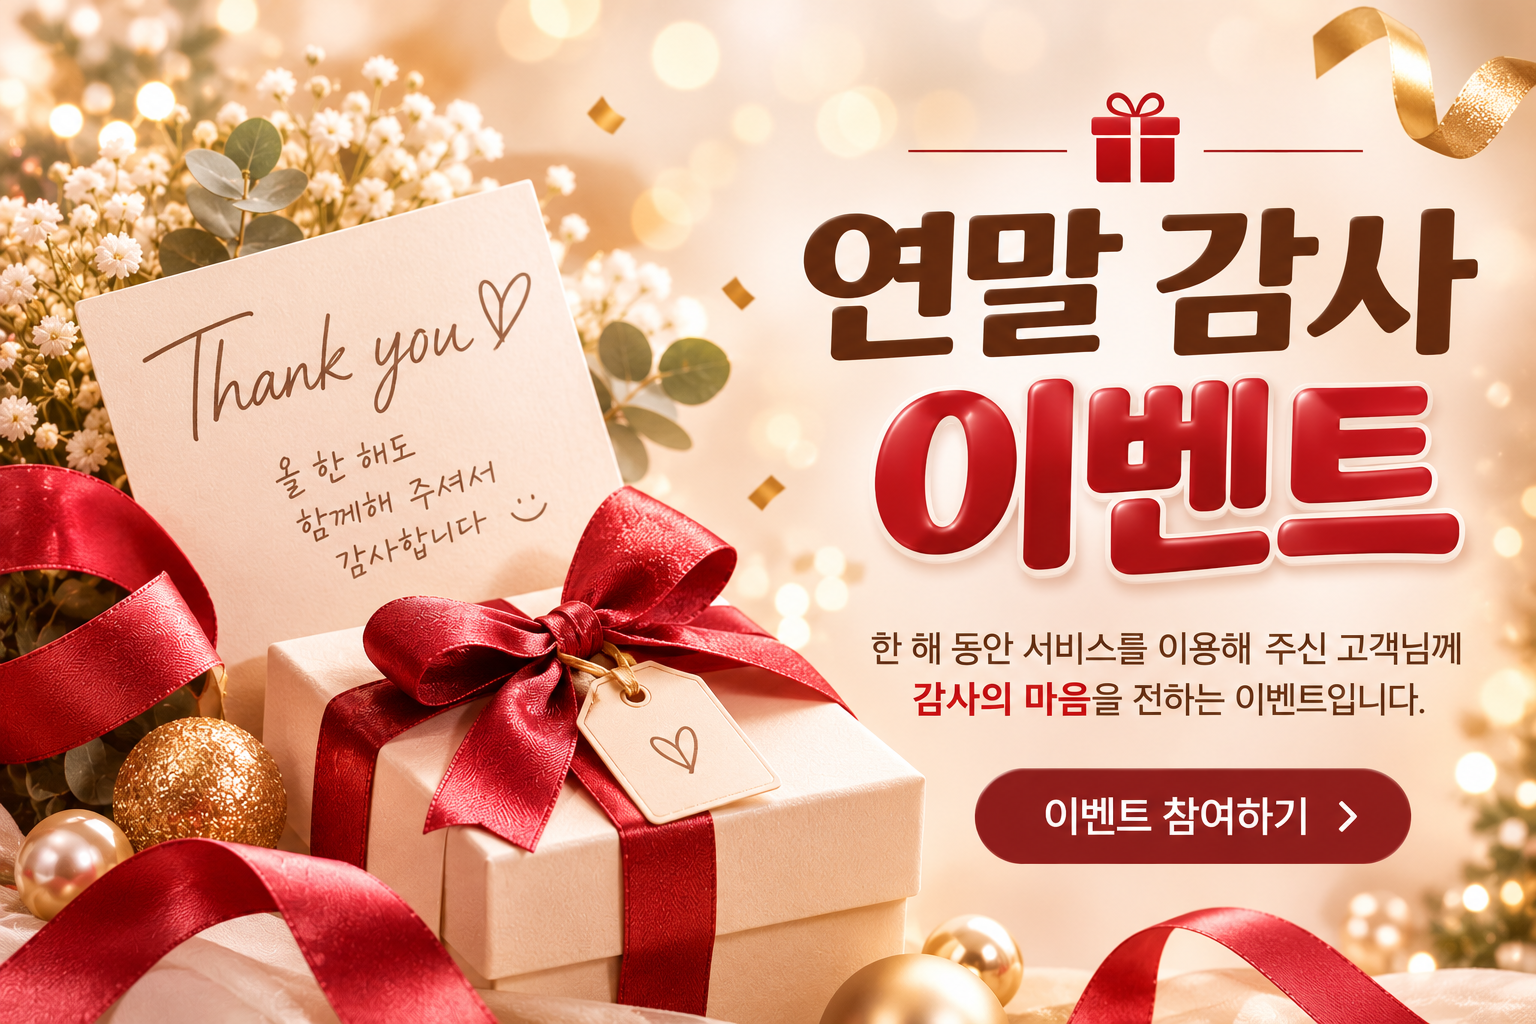 Thank you
올 한 해도
함께해 주셔서
감사합니다
연말 감사
이벤트
한 해 동안 서비스를 이용해 주신 고객님께
감사의 마음을 전하는 이벤트입니다.
이벤트 참여하기